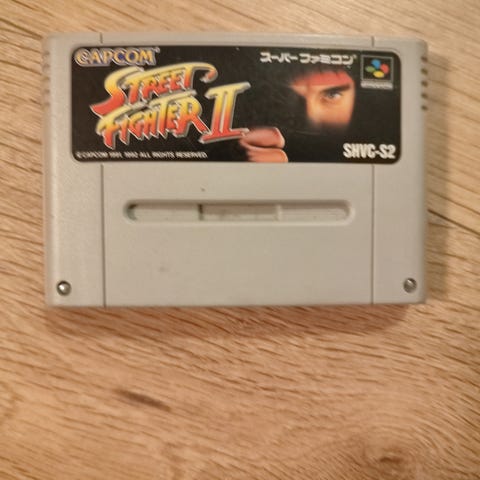 CAPCOM
STREET
FIGHTER II
スーパーファミコン
© CAPCOM 1991, 1992 ALL RIGHTS RESERVED.
SHVC-S2